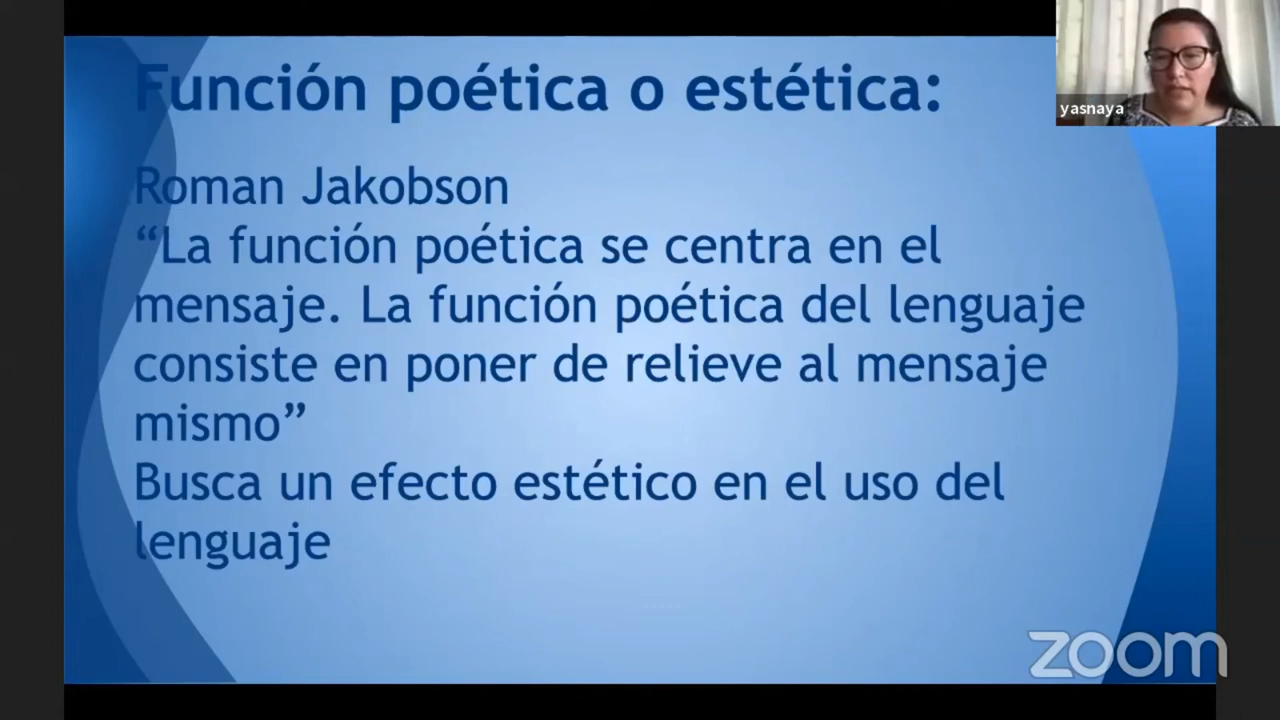 Función poética o estética:
yasnaya
Roman Jakobson
“La función poética se centra en el
mensaje. La función poética del lenguaje
consiste en poner de relieve al mensaje
mismo”
Busca un efecto estético en el uso del
lenguaje
zoom